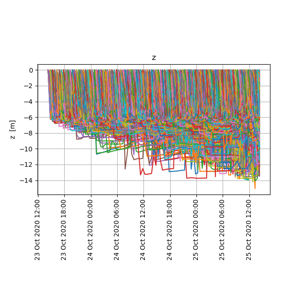 z
0
−2
−4
−6
−8
−10
−12
−14
z [m]
23 Oct 2020 12:00
23 Oct 2020 18:00
24 Oct 2020 00:00
24 Oct 2020 06:00
24 Oct 2020 12:00
24 Oct 2020 18:00
25 Oct 2020 00:00
25 Oct 2020 06:00
25 Oct 2020 12:00